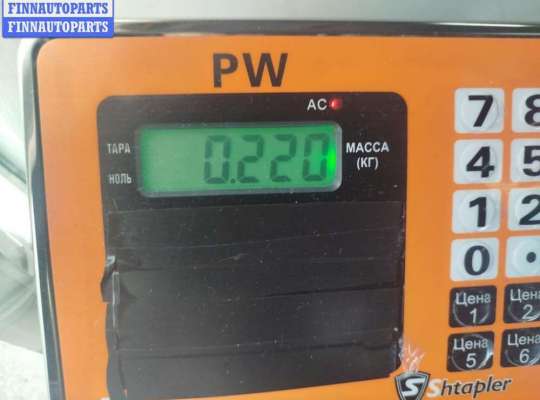 FINNAUTOPARTS
FINNAUTOPARTS
PW
AC
ТАРА
НОЛЬ
0.220
МАССА
(КГ)
7 8
4 5
1 2
0 •
Цена 1
Цена 2
Цена 5
Цена 6
S Shtapler